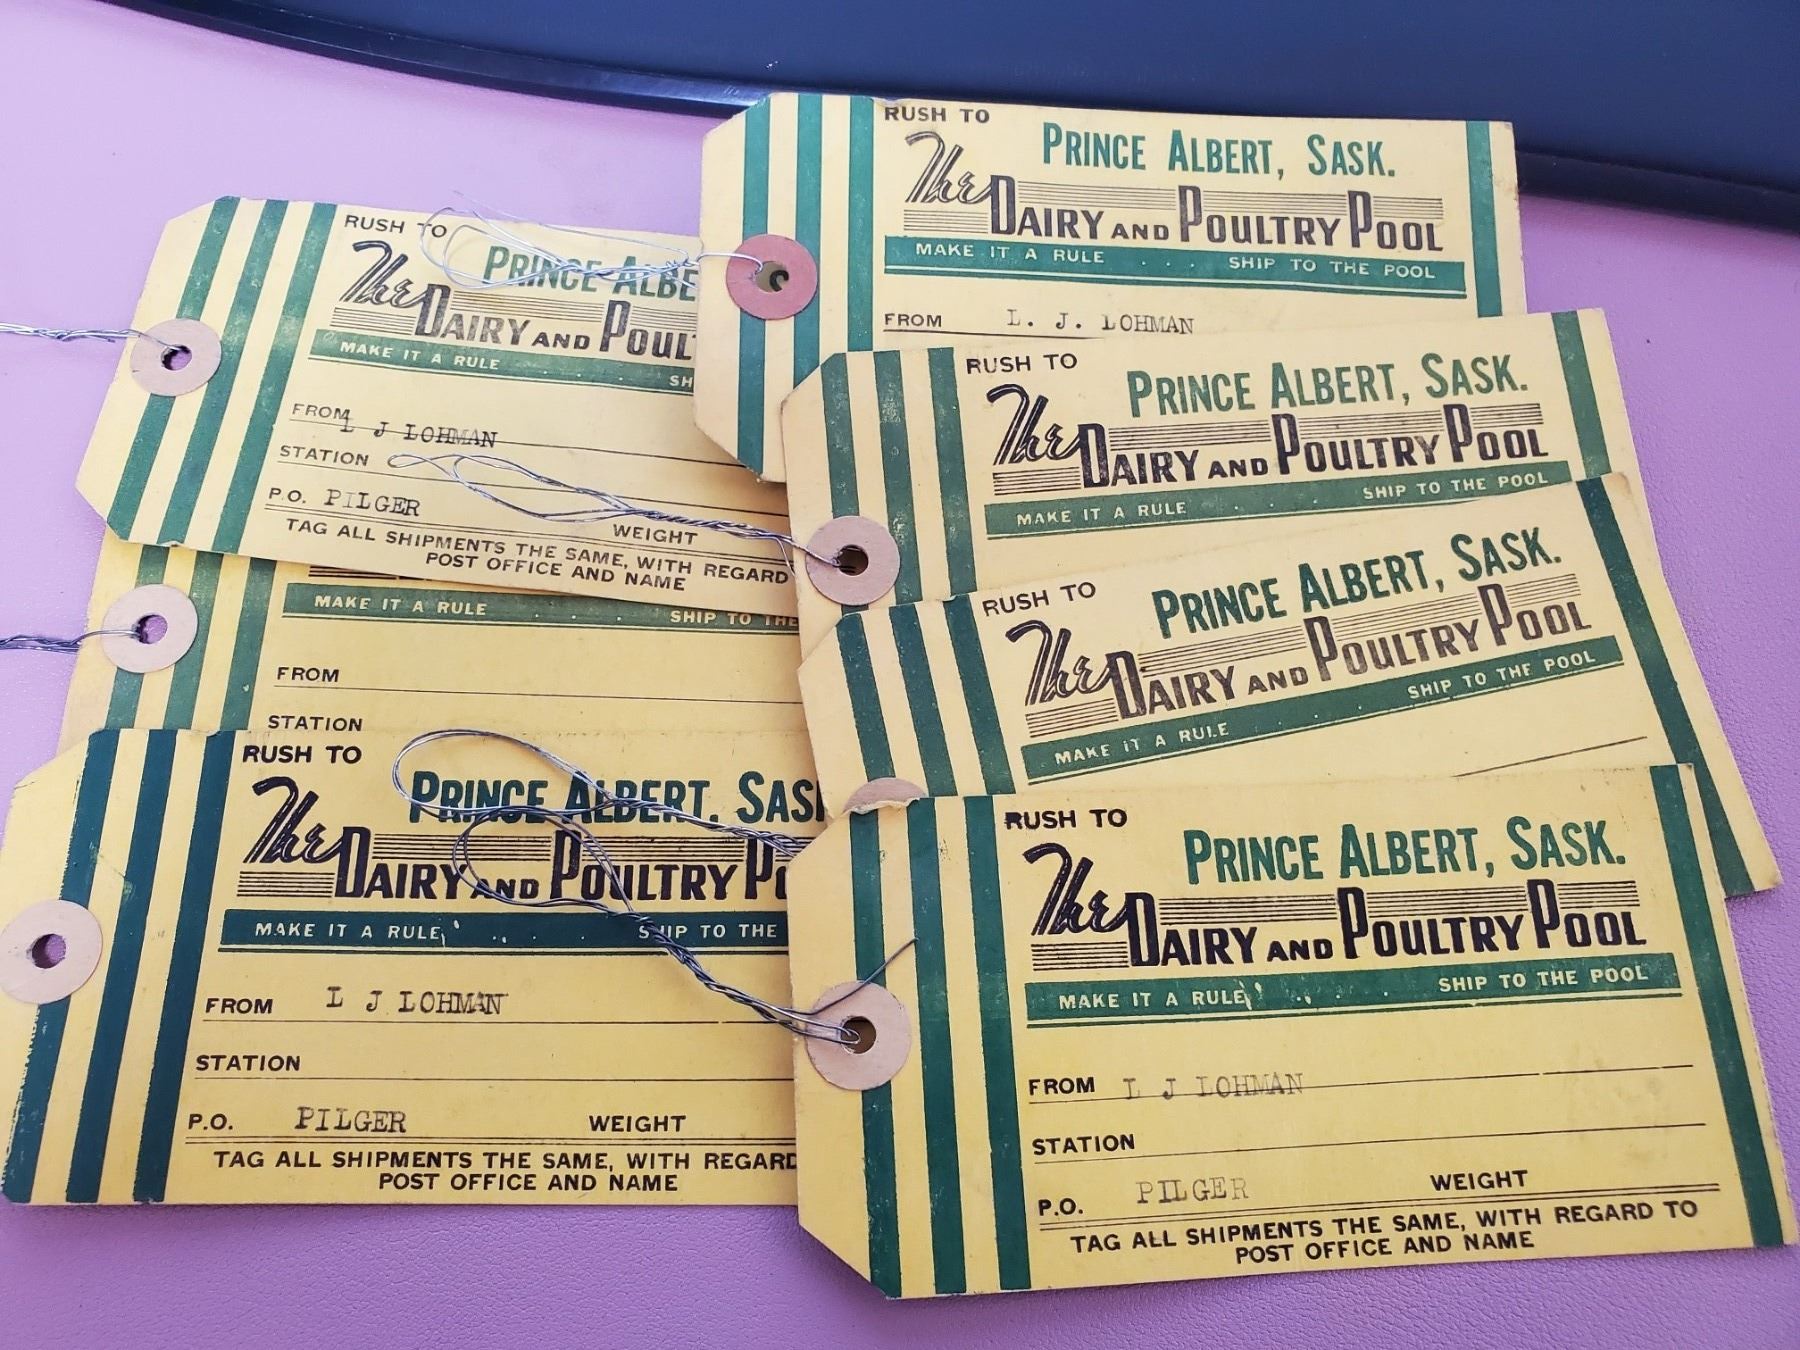 RUSH TO
PRINCE ALBERT, SASK.
The DAIRY AND POULTRY POOL
MAKE IT A RULE . . . SHIP TO THE POOL
FROM L. J. LOHMAN
RUSH TO
PRINCE ALBE
The DAIRY AND POUL
MAKE IT A RULE . . . SH
FROM L J LOHMAN
STATION
P.O. PILGER WEIGHT
TAG ALL SHIPMENTS THE SAME, WITH REGARD
POST OFFICE AND NAME
RUSH TO
PRINCE ALBERT, SASK.
The DAIRY AND POULTRY POOL
MAKE IT A RULE . . . SHIP TO THE POOL
MAKE IT A RULE . . . SHIP TO THE
FROM
STATION
RUSH TO
PRINCE ALBERT, SASK.
The DAIRY AND POULTRY POOL
MAKE IT A RULE . . . SHIP TO THE POOL
RUSH TO
PRINCE ALBERT, SAS
The DAIRY AND POULTRY PO
MAKE IT A RULE . . . SHIP TO THE
FROM L J LOHMAN
STATION
P.O. PILGER WEIGHT
TAG ALL SHIPMENTS THE SAME, WITH REGARD
POST OFFICE AND NAME
RUSH TO
PRINCE ALBERT, SASK.
The DAIRY AND POULTRY POOL
MAKE IT A RULE . . . SHIP TO THE POOL
FROM L J LOHMAN
STATION
P.O. PILGER WEIGHT
TAG ALL SHIPMENTS THE SAME, WITH REGARD TO
POST OFFICE AND NAME